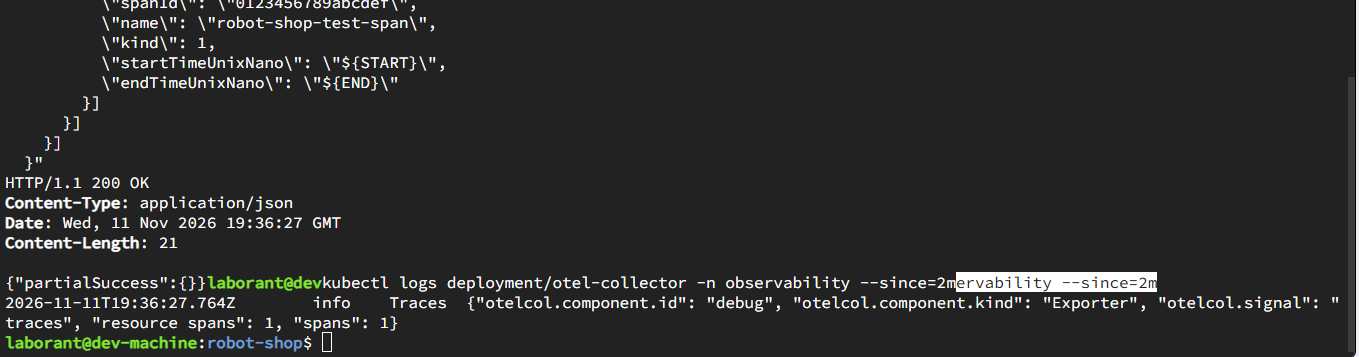 \"spanId\": \"0123456789abcdef\",
\"name\": \"robot-shop-test-span\",
\"kind\": 1,
\"startTimeUnixNano\": \"${START}\",
\"endTimeUnixNano\": \"${END}\"
}]
}]
}]
}"
HTTP/1.1 200 OK
Content-Type: application/json
Date: Wed, 11 Nov 2026 19:36:27 GMT
Content-Length: 21
{"partialSuccess":{}}laborant@devkubectl logs deployment/otel-collector -n observability --since=2mervability --since=2m
2026-11-11T19:36:27.764Z info Traces {"otelcol.component.id": "debug", "otelcol.component.kind": "Exporter", "otelcol.signal": "
traces", "resource spans": 1, "spans": 1}
laborant@dev-machine:robot-shop$